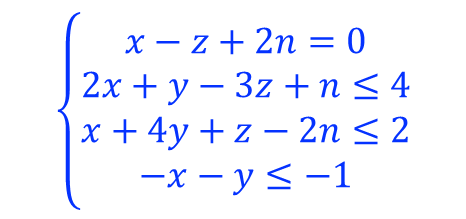 x − z + 2n = 0
2x + y − 3z + n ≤ 4
x + 4y + z − 2n ≤ 2
−x − y ≤ −1